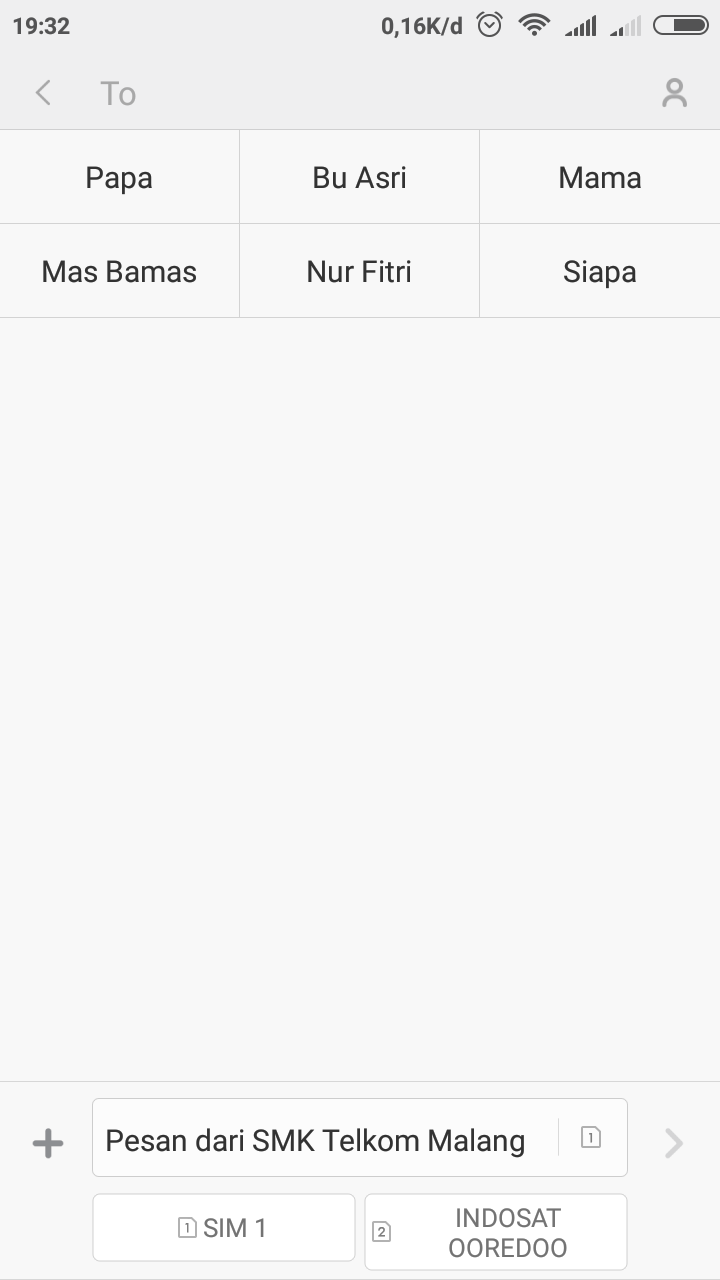 19:32 0,16K/d
To
Papa Bu Asri Mama
Mas Bamas Nur Fitri Siapa
Pesan dari SMK Telkom Malang 1
1 SIM 1
2 INDOSAT
OOREDOO